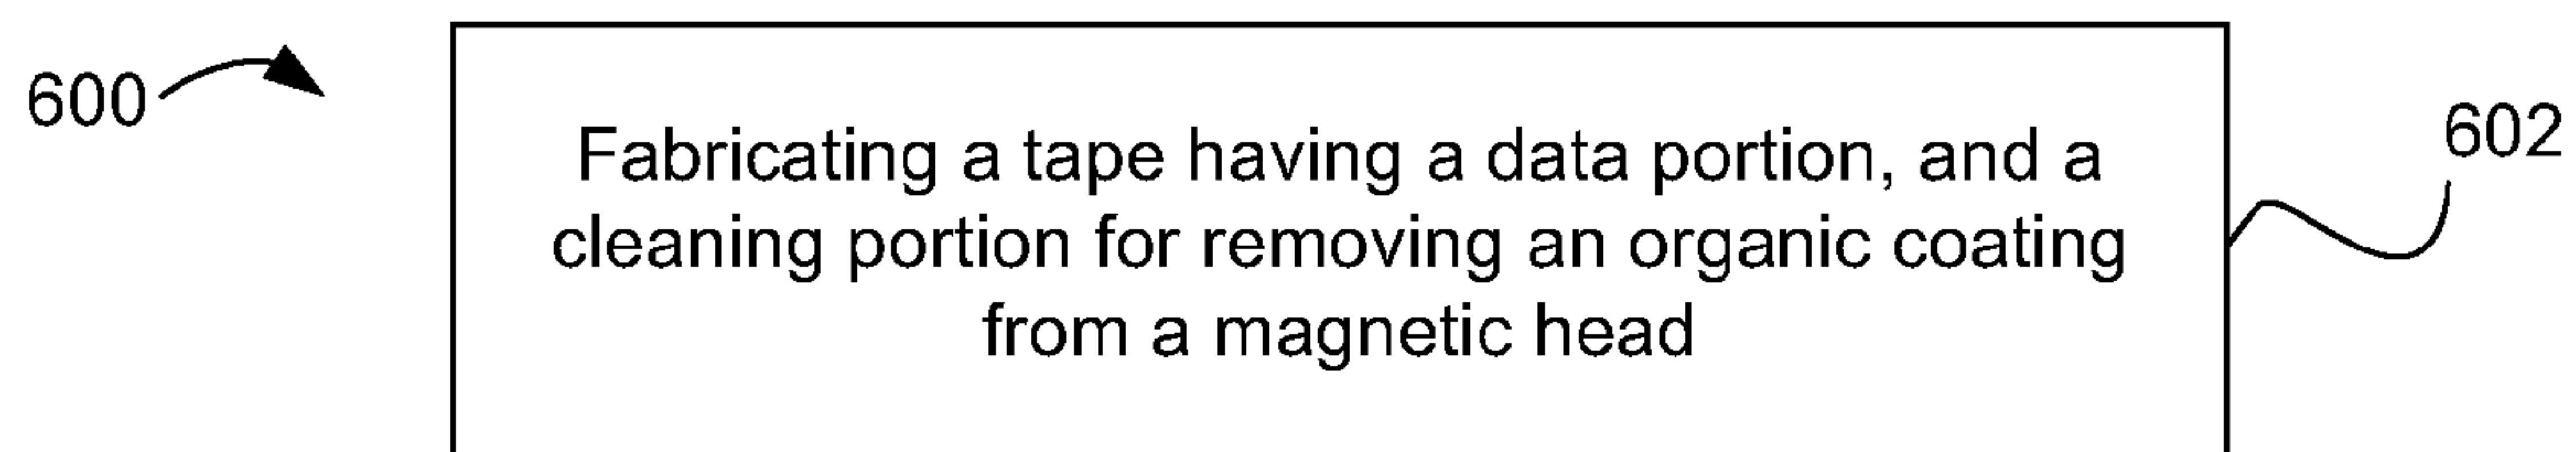 600
Fabricating a tape having a data portion, and a
cleaning portion for removing an organic coating
from a magnetic head
602